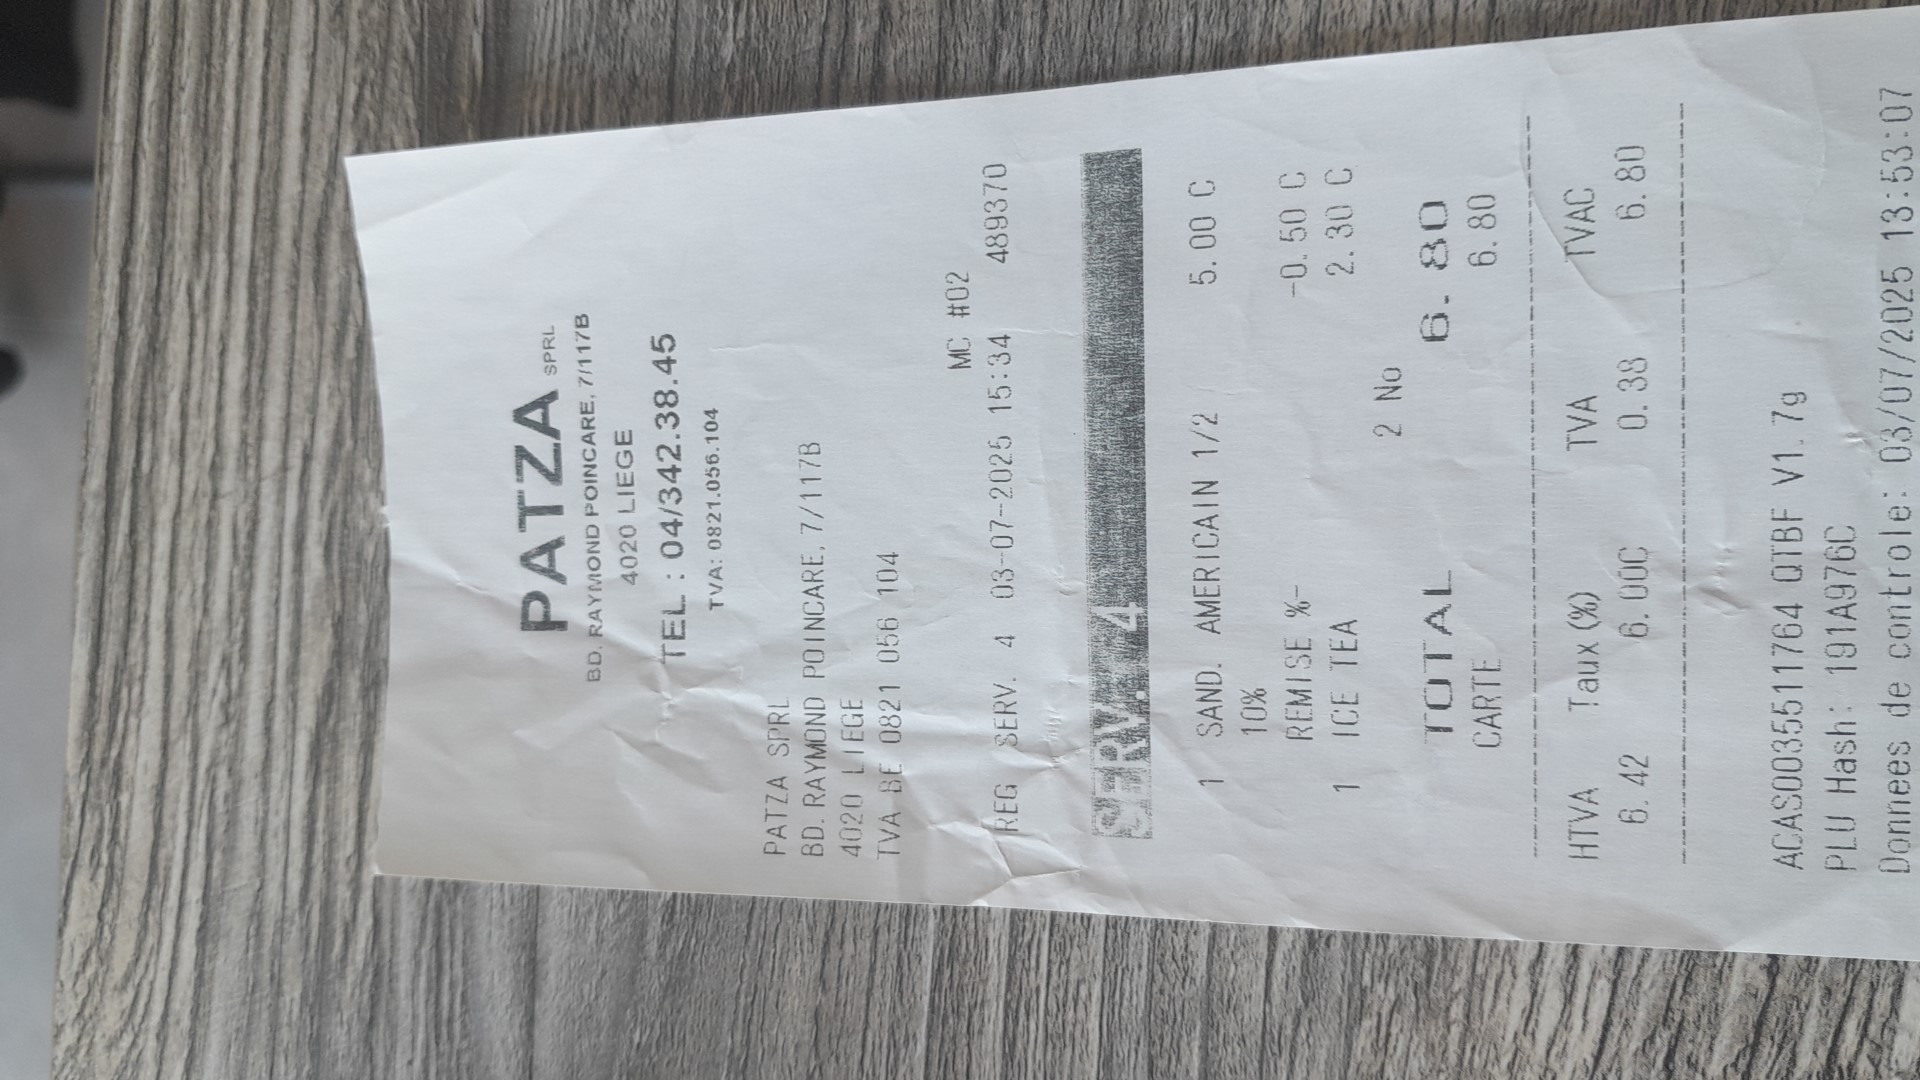 PATZA SPRL
BD. RAYMOND POINCARE, 7/117B
4020 LIEGE
TEL : 04/342.38.45
TVA: 0821.056.104
PATZA SPRL
BD. RAYMOND POINCARE, 7/117B
4020 LIEGE
TVA BE 0821 056 104
MC #02
REG SERV. 4 03-07-2025 15:34 489370
SERV. 4
1 SAND. AMERICAIN 1/2 5.00 C
10%
REMISE %- -0.50 C
1 ICE TEA 2.30 C
2 No
TOTAL 6.80
CARTE 6.80
HTVA Taux(%) TVA TVAC
6.42 6.00C 0.38 6.80
ACAS0035511764 QTBF V1.7g
PLU Hash: 191A976C
Donnees de controle: 03/07/2025 13:53:07